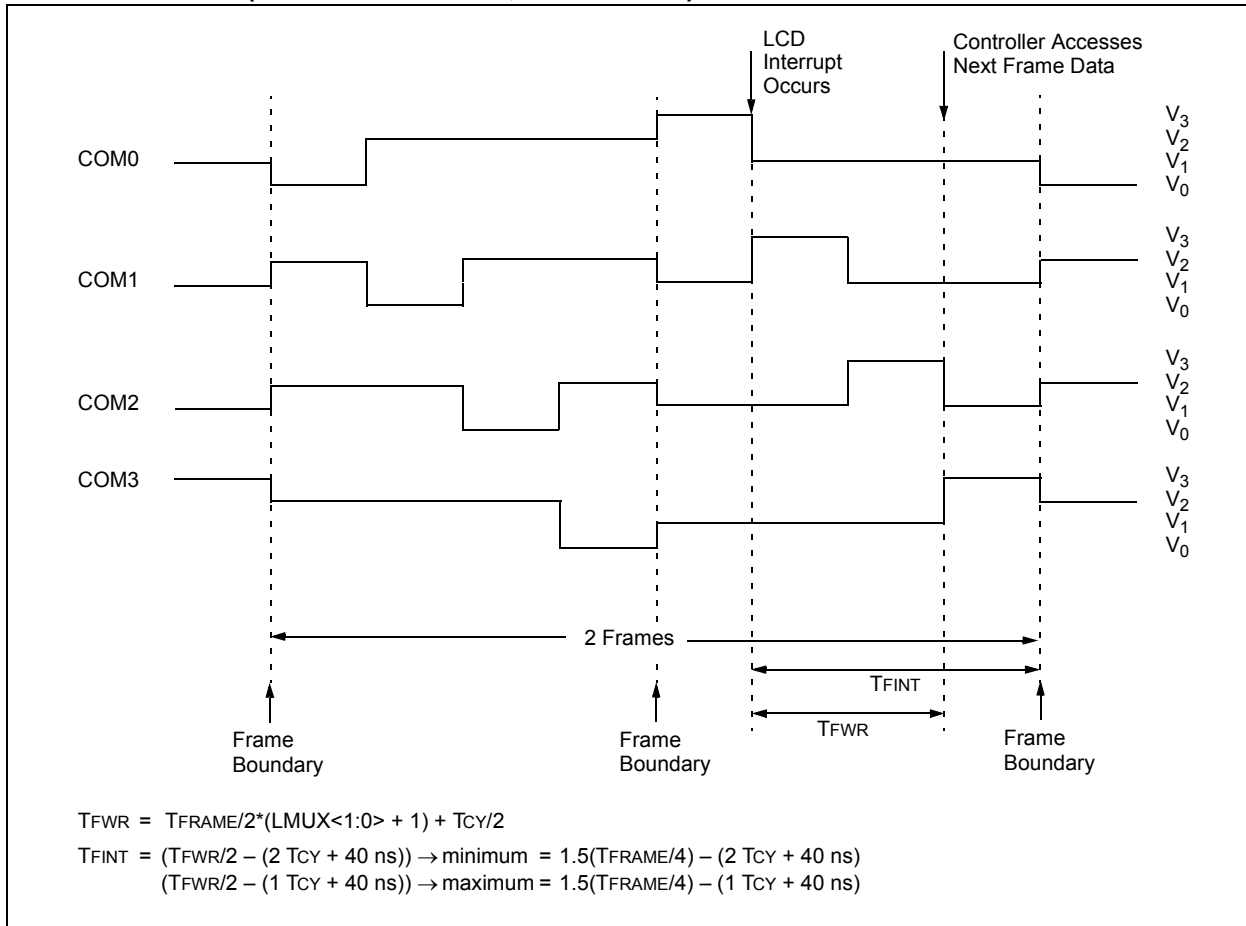 LCD
Interrupt
Occurs
Controller Accesses
Next Frame Data
COM0
V3
V2
V1
V0
COM1
V3
V2
V1
V0
COM2
V3
V2
V1
V0
COM3
V3
V2
V1
V0
2 Frames
TFINT
TFWR
Frame
Boundary
Frame
Boundary
Frame
Boundary
TFWR = TFRAME/2*(LMUX<1:0> + 1) + TCY/2
TFINT = (TFWR/2 – (2 TCY + 40 ns)) → minimum = 1.5(TFRAME/4) – (2 TCY + 40 ns)
(TFWR/2 – (1 TCY + 40 ns)) → maximum = 1.5(TFRAME/4) – (1 TCY + 40 ns)